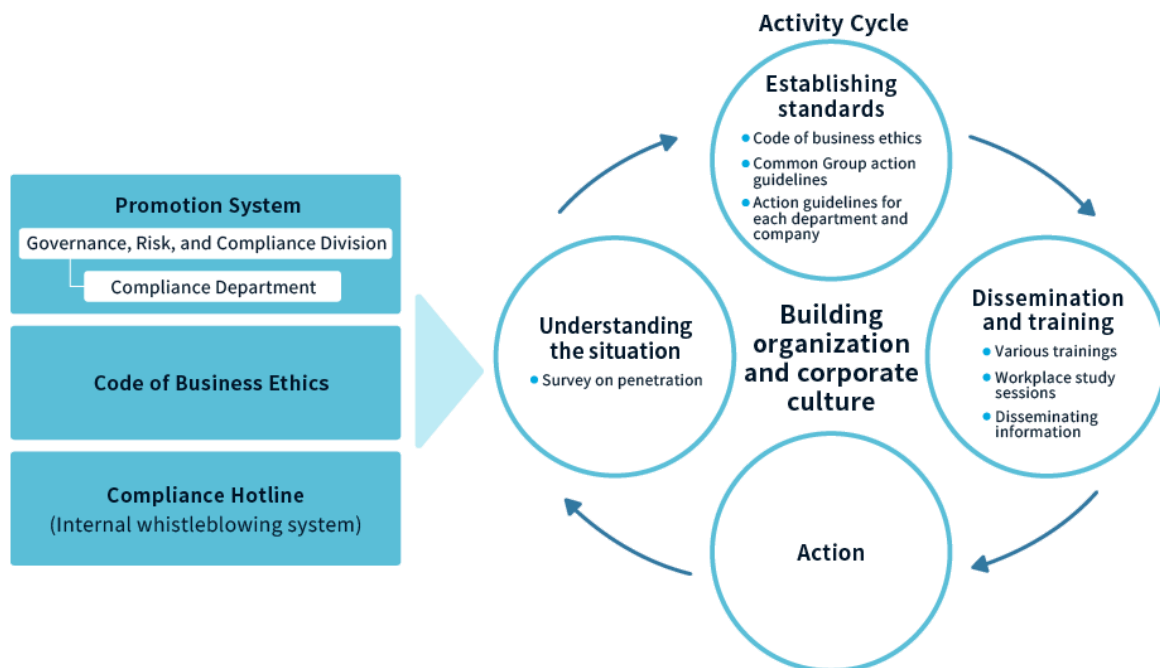 Promotion System
Governance, Risk, and Compliance Division
Compliance Department
Code of Business Ethics
Compliance Hotline
(Internal whistleblowing system)
Activity Cycle
Establishing
standards
Code of business ethics
Common Group action
guidelines
Action guidelines for
each department and
company
Dissemination
and training
Various trainings
Workplace study
sessions
Disseminating
information
Action
Understanding
the situation
Survey on penetration
Building
organization
and corporate
culture